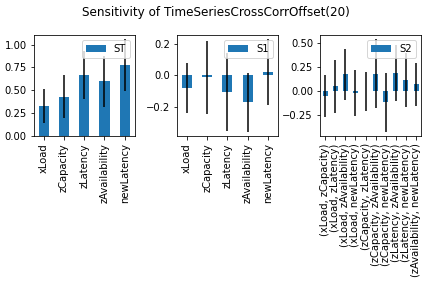 Sensitivity of TimeSeriesCrossCorrOffset(20)
ST
1.00
0.75
0.50
0.25
0.00
xLoad
zCapacity
zLatency
zAvailability
newLatency
S1
0.2
0.0
−0.2
xLoad
zCapacity
zLatency
zAvailability
newLatency
S2
0.50
0.25
0.00
−0.25
(xLoad, zCapacity)
(xLoad, zLatency)
(xLoad, zAvailability)
(xLoad, newLatency)
(zCapacity, zLatency)
(zCapacity, zAvailability)
(zCapacity, newLatency)
(zLatency, zAvailability)
(zLatency, newLatency)
(zAvailability, newLatency)